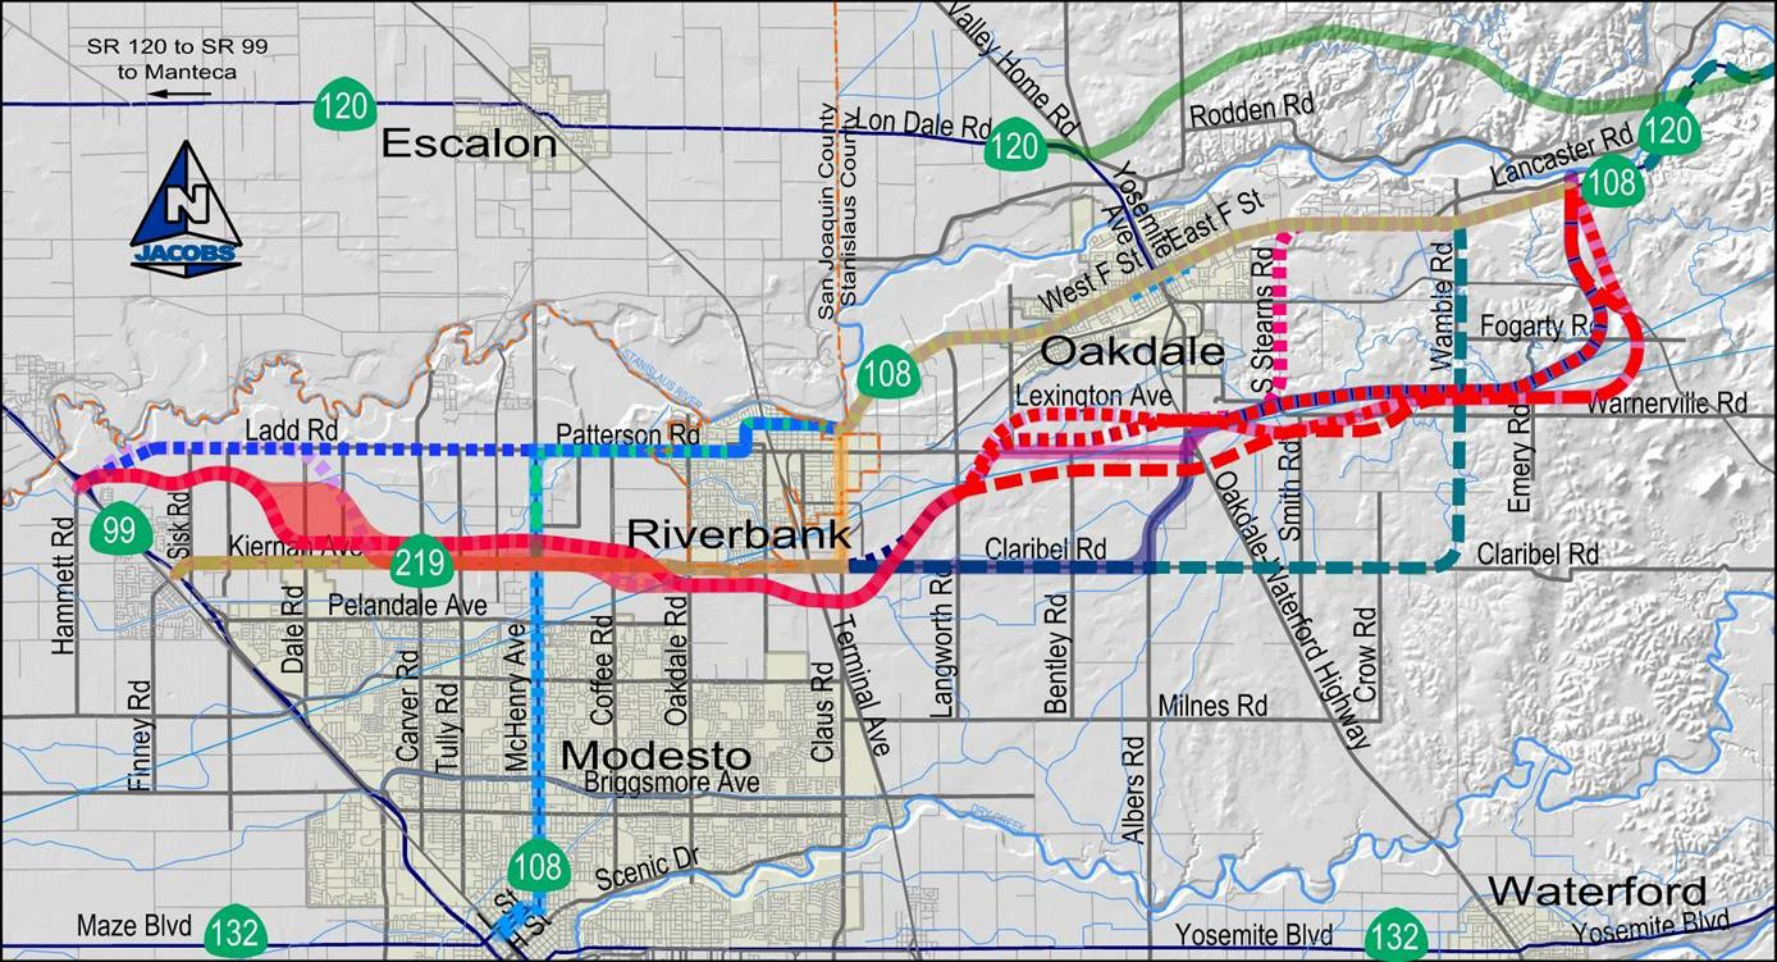 SR 120 to SR 99
to Manteca
120
Escalon
N
JACOBS
San Joaquin County
Stanislaus County
Valley Home Rd
Lon Dale Rd
120
Rodden Rd
120
Lancaster Rd
108
Yosemite
Ave
East F St
West F St
108
Oakdale
Lexington Ave
S Stearns Rd
Wamble Rd
Fogarty R
Warnerville Rd
STANISLAUS RIVER
Ladd Rd
Patterson Rd
99
Hammett Rd
Sisk Rd
Kiernan Ave
219
Riverbank
Claribel Rd
Claribel Rd
Smith Rd
Emery Rd
Oakdale-Waterford Highway
Crow Rd
Pelandale Ave
Dale Rd
Finney Rd
Carver Rd
Tully Rd
McHenry Ave
Coffee Rd
Oakdale Rd
Claus Rd
Terminal Ave
Langworth Rd
Bentley Rd
Albers Rd
Milnes Rd
Modesto
Briggsmore Ave
DRY CREEK
108
Scenic Dr
L St
H St
Maze Blvd
132
Yosemite Blvd
132
Waterford
Yosemite Blvd